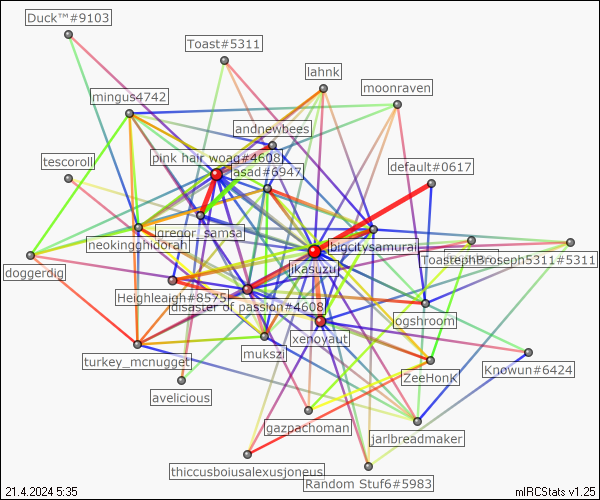 Duck™#9103
Toast#5311
lahnk
moonraven
mingus4742
andnewbees
tescoroll
pink hair woag#4608
asad#6947
default#0617
gregor_samsa
neokingghidorah
bigcitysamurai
ToastephBroseph5311#5311
doggerdig
jikasuzu
Heighleaigh#8575
disaster of passion#4608
logshroom
xenoyaut
mukszi
turkey_mcnugget
ZeeHonk
Knowun#6424
avelicious
gazpachoman
jarlbreadmaker
thiccusboiusalexusjoneus
Random Stuf6#5983
21.4.2024 5:35
mIRCStats v1.25